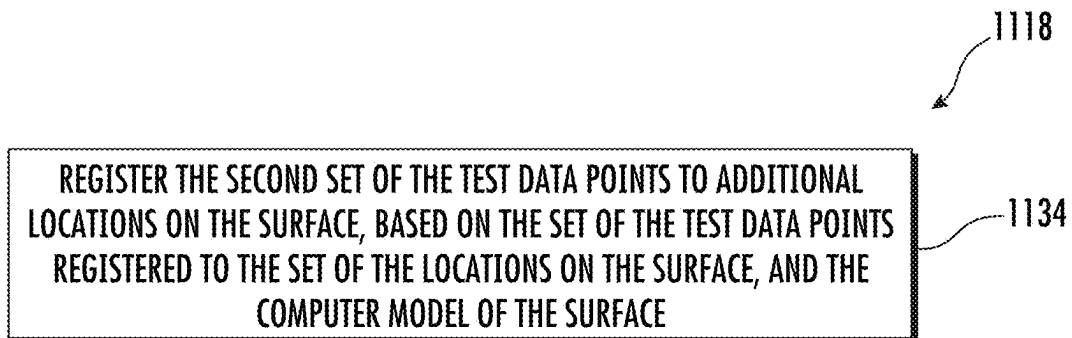 1118
REGISTER THE SECOND SET OF THE TEST DATA POINTS TO ADDITIONAL
LOCATIONS ON THE SURFACE, BASED ON THE SET OF THE TEST DATA POINTS
REGISTERED TO THE SET OF THE LOCATIONS ON THE SURFACE, AND THE
COMPUTER MODEL OF THE SURFACE
1134